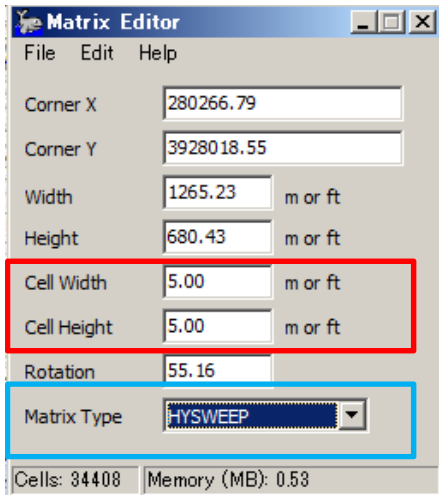 Matrix Editor
File Edit Help
Corner X 280266.79
Corner Y 3928018.55
Width 1265.23 m or ft
Height 680.43 m or ft
Cell Width 5.00 m or ft
Cell Height 5.00 m or ft
Rotation 55.16
Matrix Type HYSWEEP
Cells: 34408 Memory (MB): 0.53